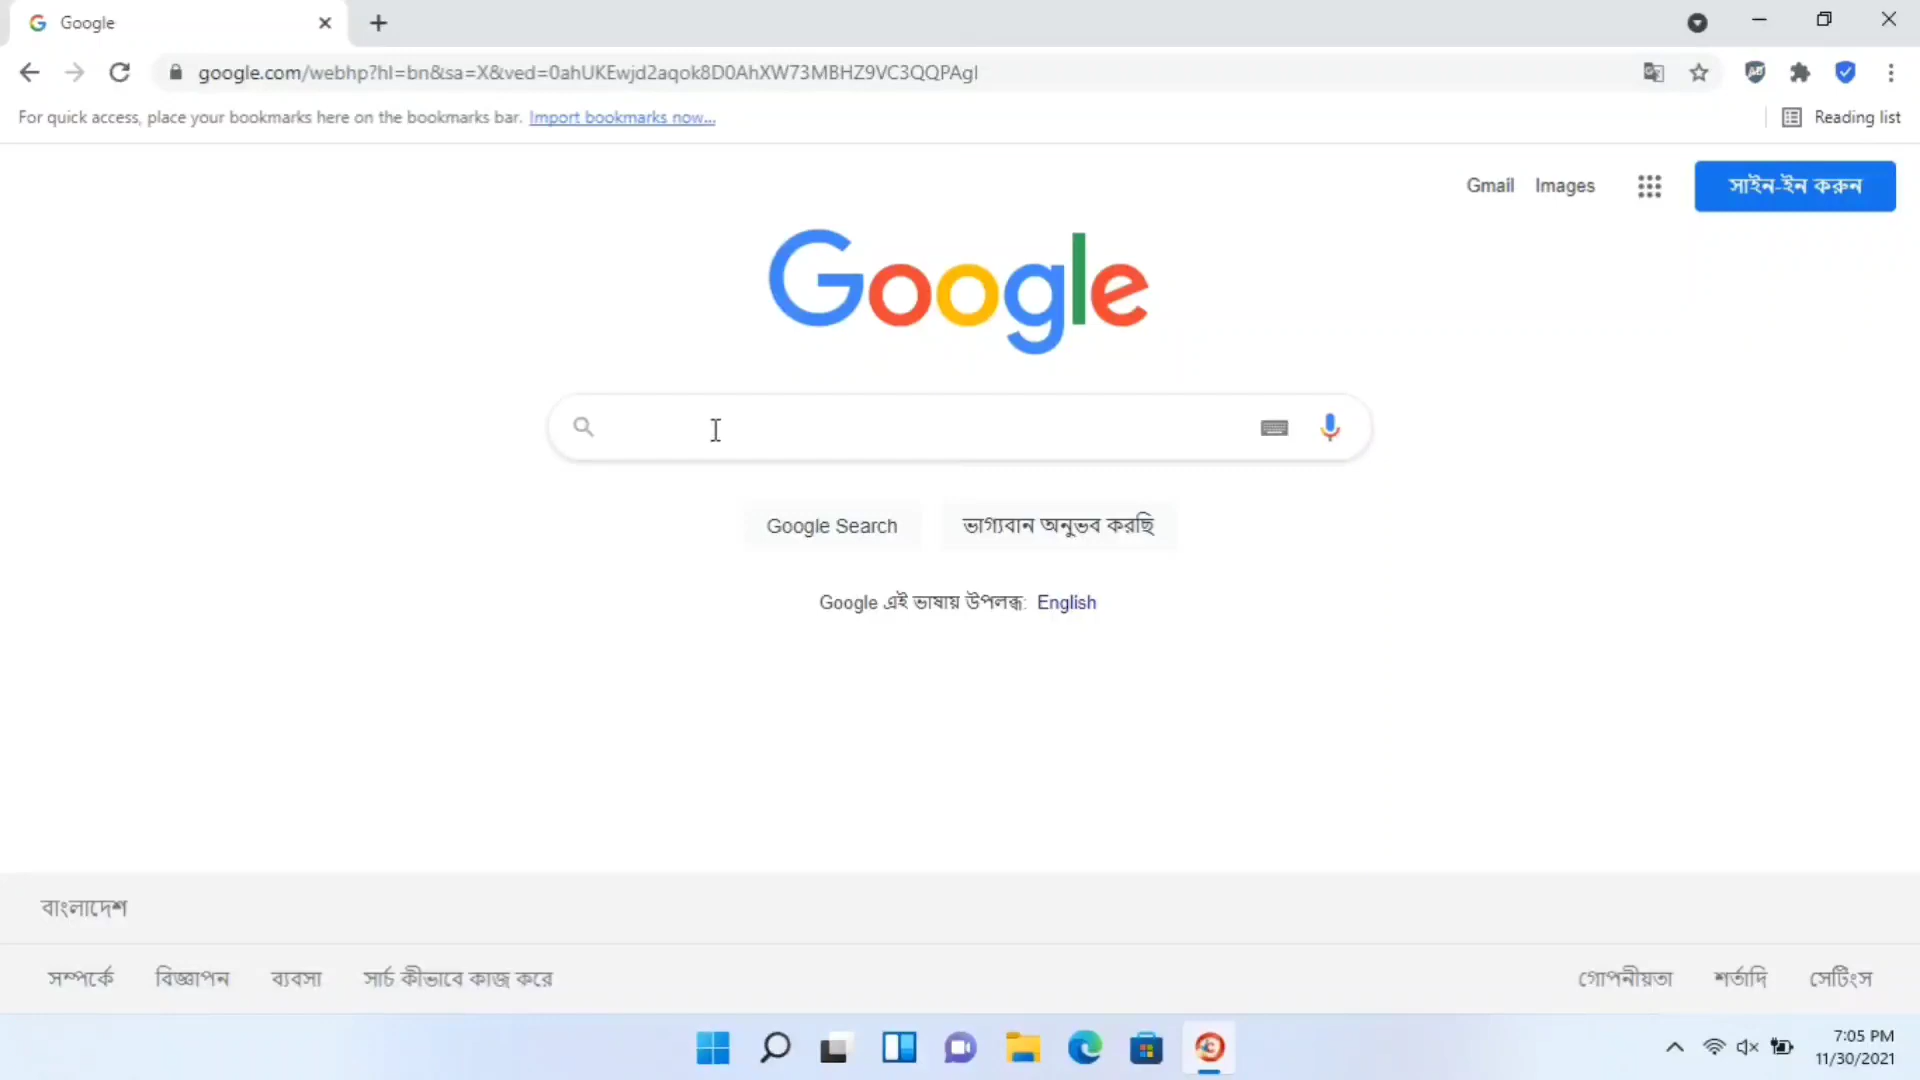 Google
google.com/webhp?hl=bn&sa=X&ved=0ahUKEwjd2aqok8D0AhXW73MBHZ9VC3QQPAgI
For quick access, place your bookmarks here on the bookmarks bar. Import bookmarks now...
Reading list
Gmail Images সাইন-ইন করুন
Google
Google Search ভাগ্যবান অনুভব করছি
Google এই ভাষায় উপলব্ধ: English
বাংলাদেশ
সম্পর্কে বিজ্ঞাপন ব্যবসা সার্চ কীভাবে কাজ করে গোপনীয়তা শর্তাদি সেটিংস
7:05 PM
11/30/2021